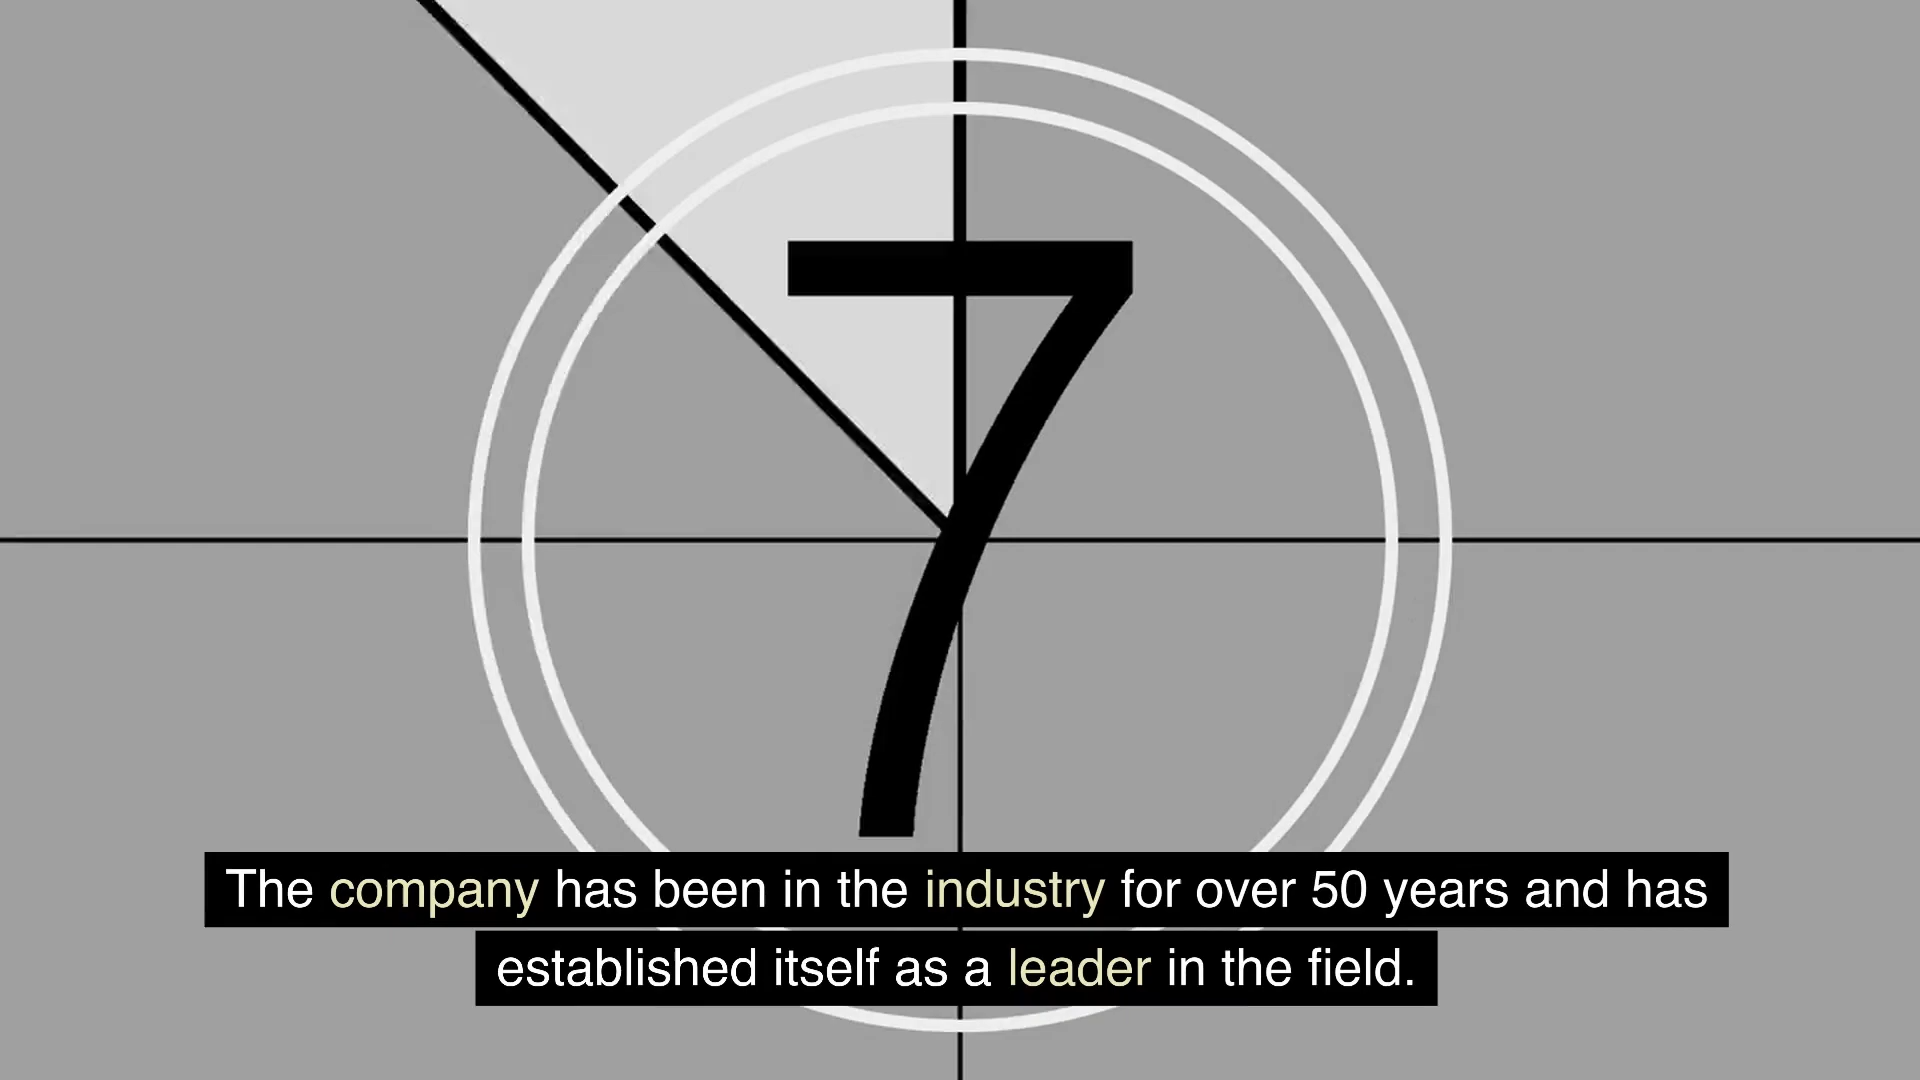 7
The company has been in the industry for over 50 years and has
established itself as a leader in the field.